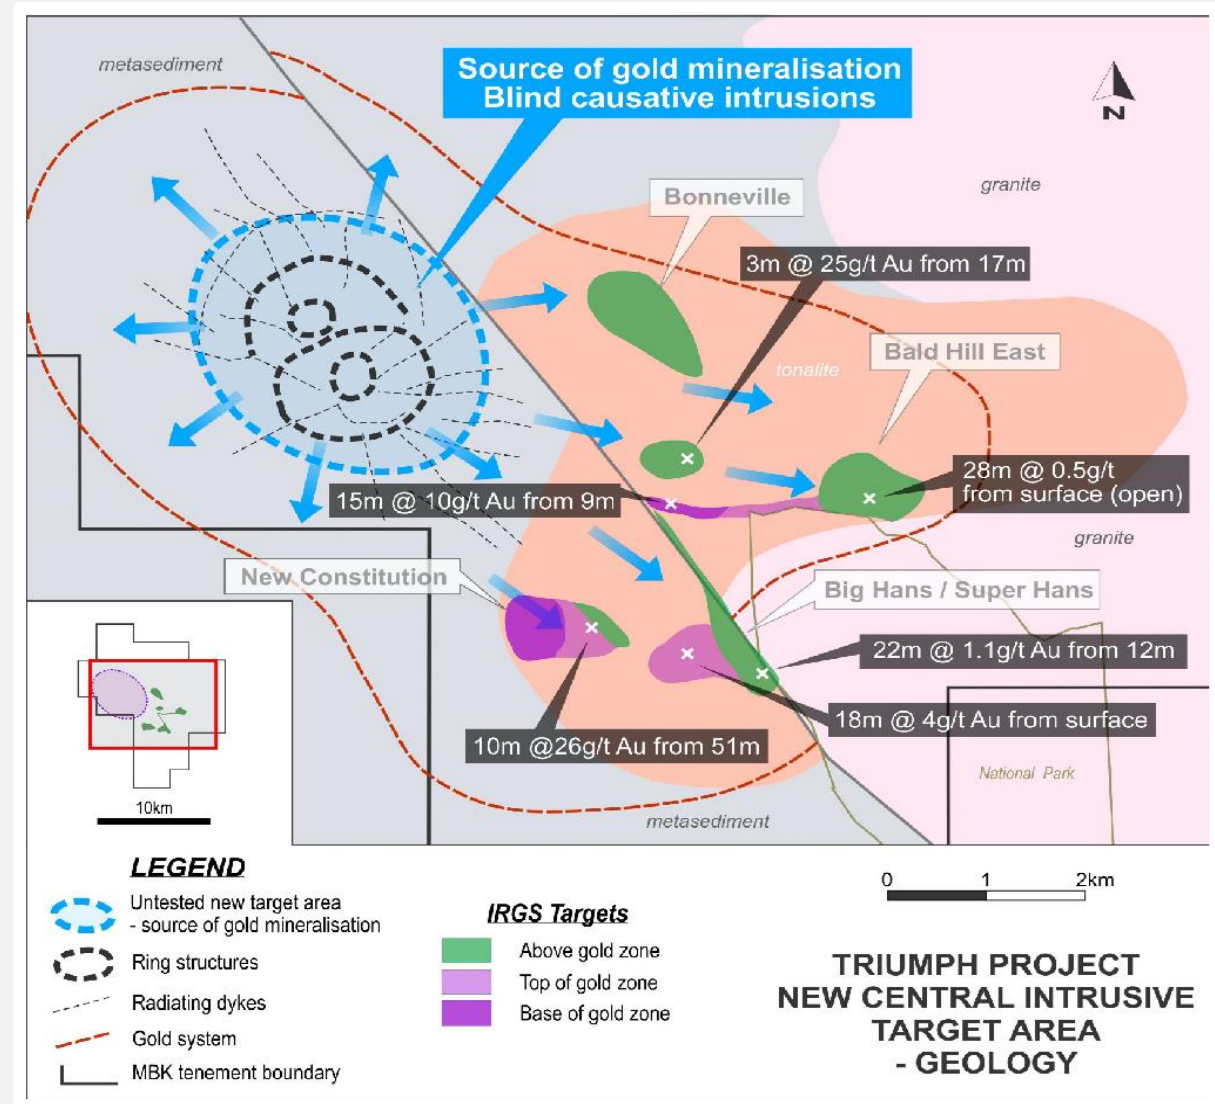 metasediment
Source of gold mineralisation
Blind causative intrusions
N
granite
Bonneville
3m @ 25g/t Au from 17m
Bald Hill East
tonalite
28m @ 0.5g/t
from surface (open)
15m @ 10g/t Au from 9m
granite
New Constitution
Big Hans / Super Hans
22m @ 1.1g/t Au from 12m
18m @ 4g/t Au from surface
10m @26g/t Au from 51m
National Park
metasediment
10km
0 1 2km
LEGEND
Untested new target area
- source of gold mineralisation
Ring structures
Radiating dykes
Gold system
MBK tenement boundary
IRGS Targets
Above gold zone
Top of gold zone
Base of gold zone
TRIUMPH PROJECT
NEW CENTRAL INTRUSIVE
TARGET AREA
- GEOLOGY